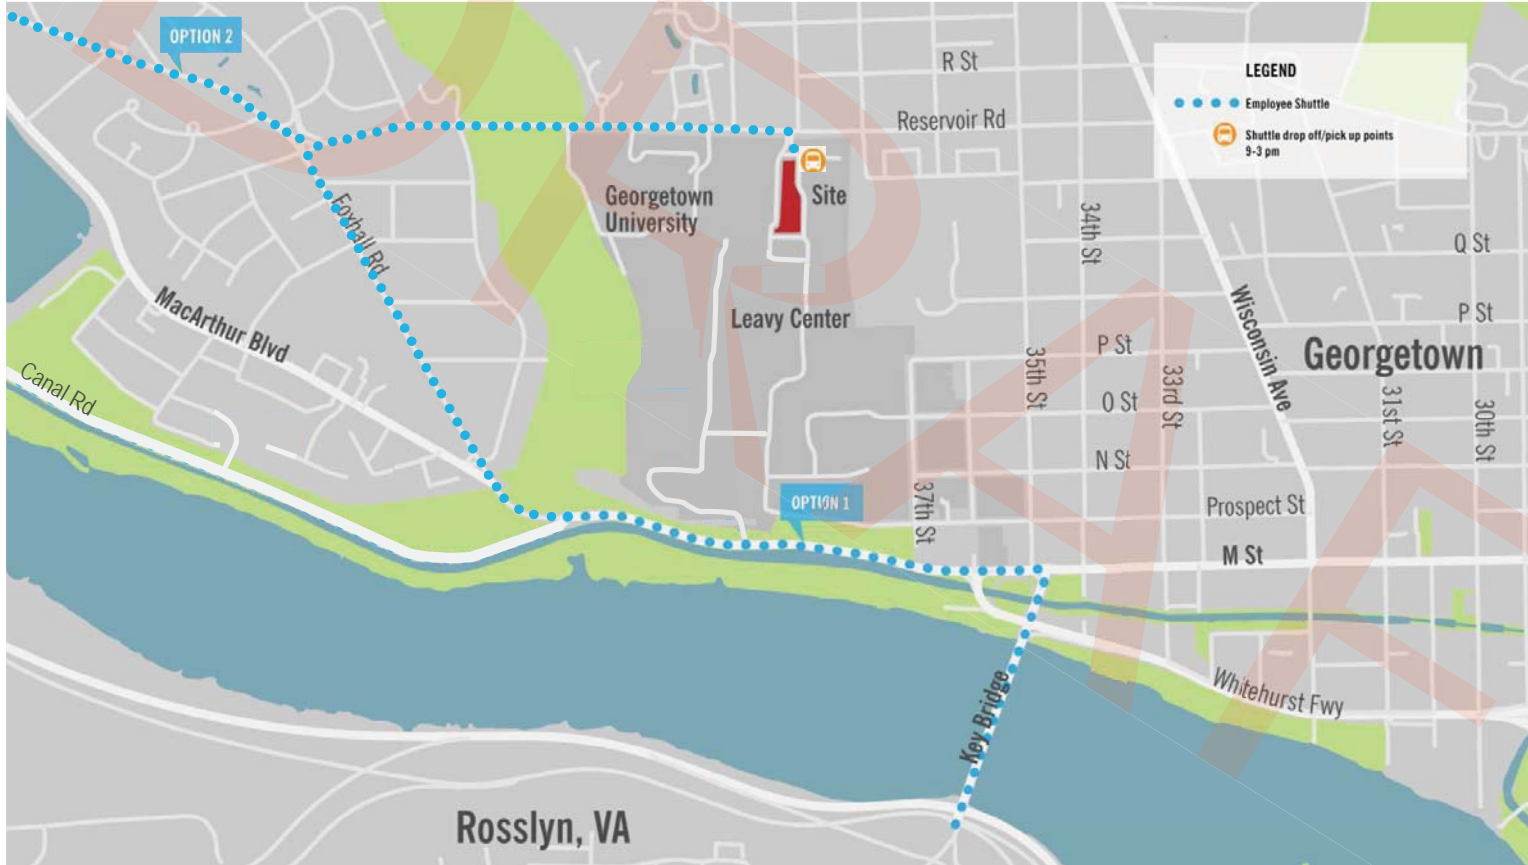 OPTION 2
R St
LEGEND
Employee Shuttle
Shuttle drop off/pick up points
9-3 pm
Reservoir Rd
Georgetown
University
Site
Foxhall Rd
34th St
Q St
MacArthur Blvd
Leavy Center
Wisconsin Ave
P St
P St
Georgetown
Canal Rd
35th St
O St
33rd St
31st St
30th St
N St
OPTION 1
37th St
Prospect St
M St
Key Bridge
Whitehurst Fwy
Rosslyn, VA
DRAFT